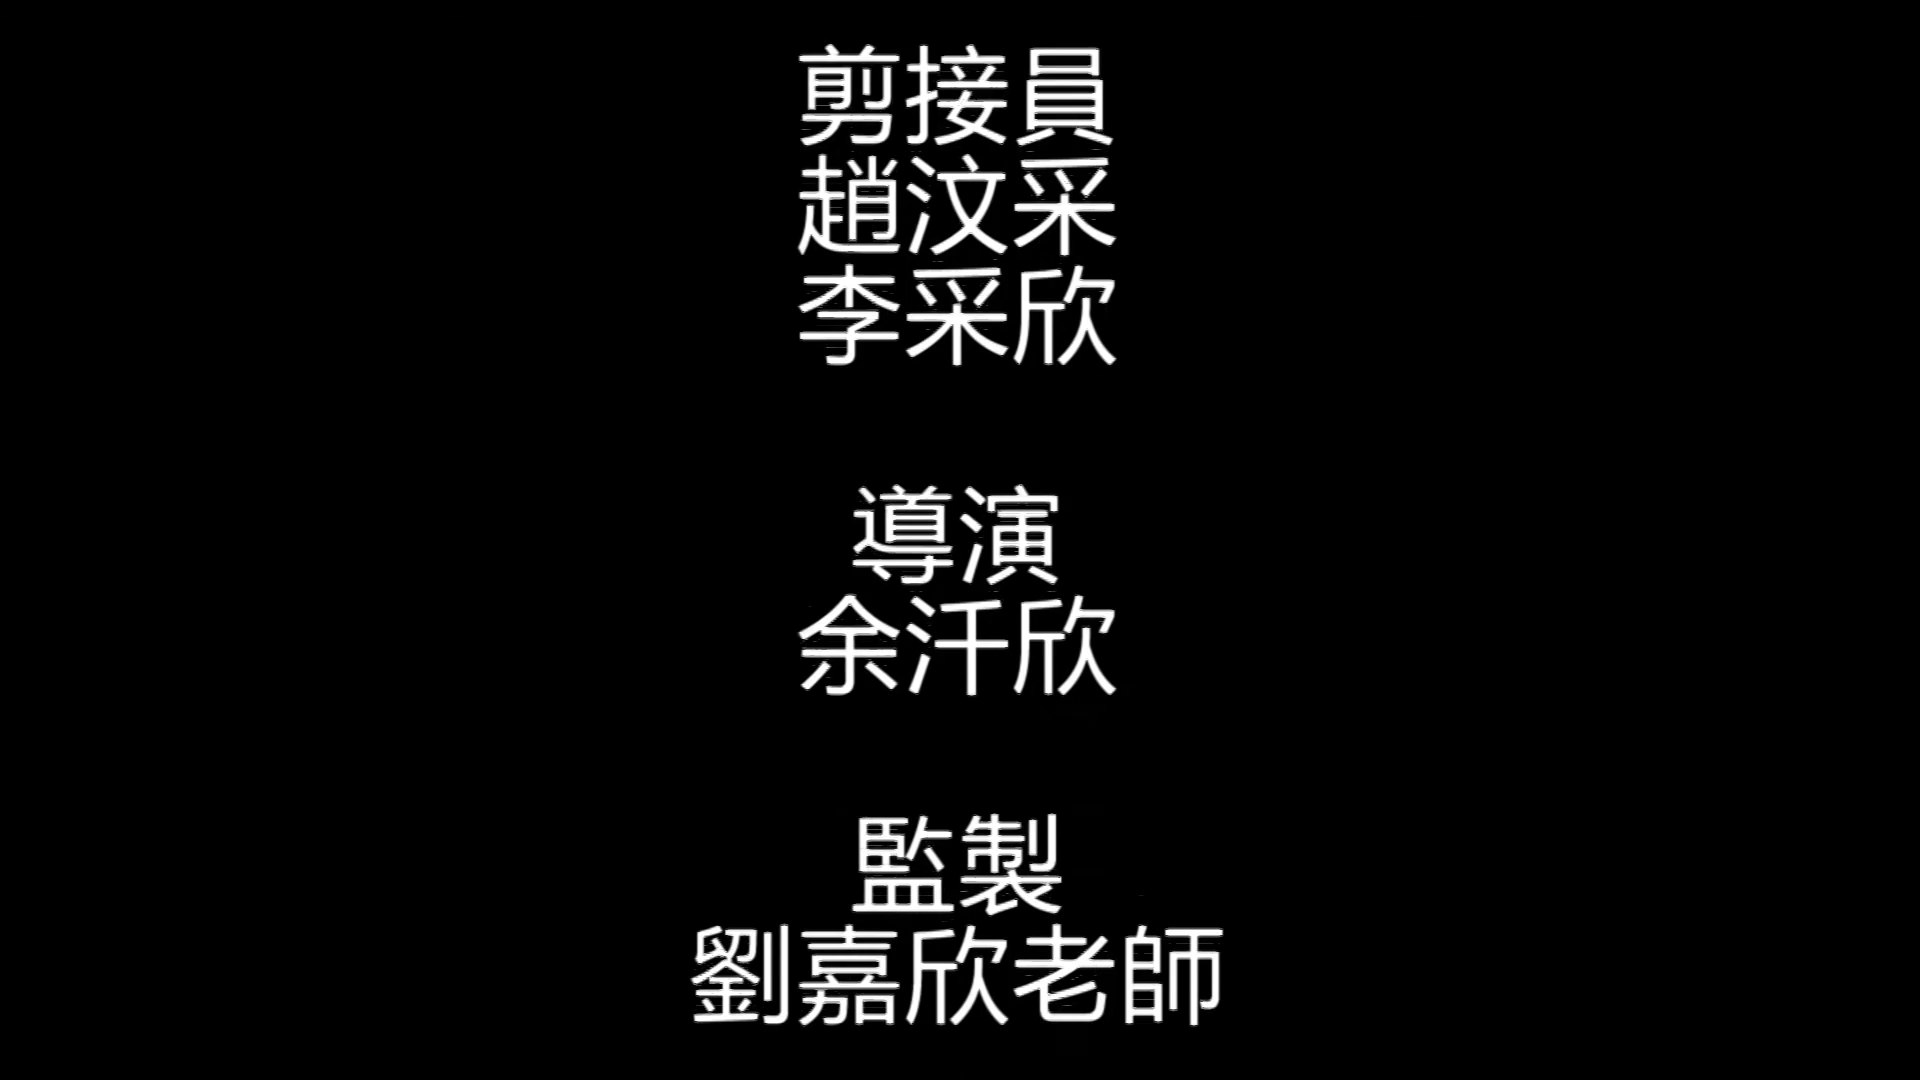 剪接員
趙汶采
李采欣
導演
余汘欣
監製
劉嘉欣老師